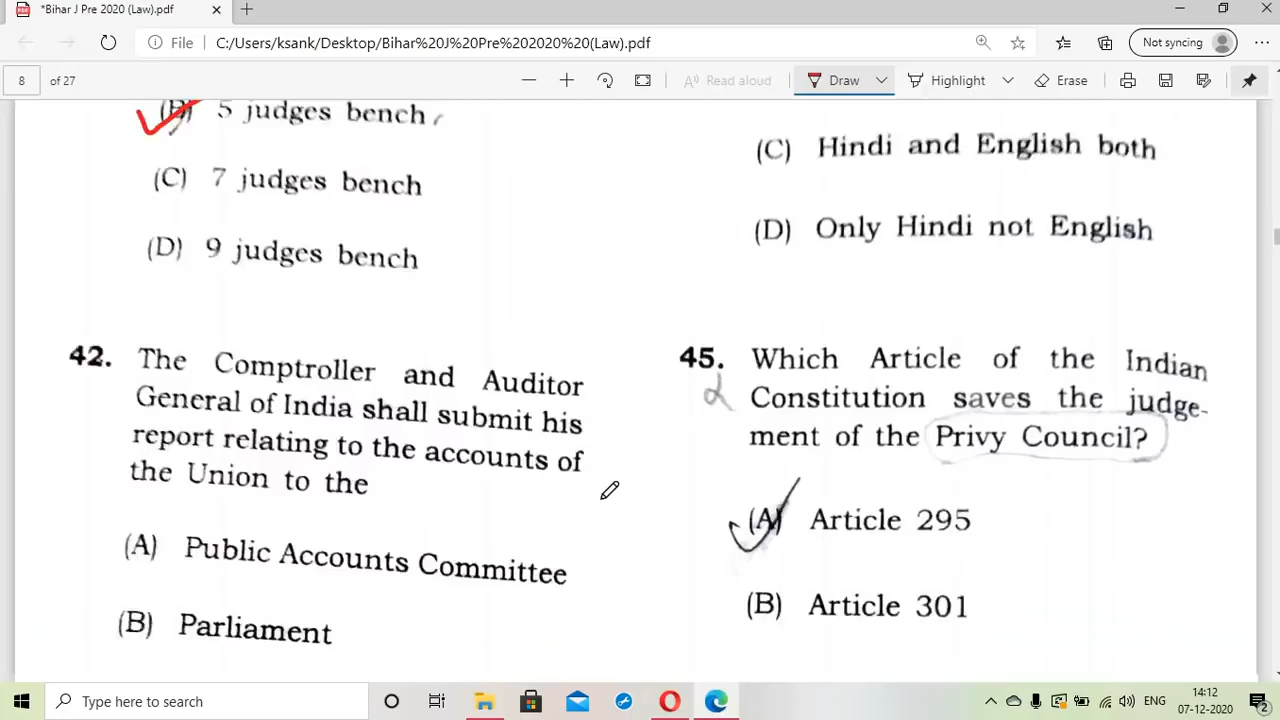 *Bihar J Pre 2020 (Law).pdf
File
C:/Users/ksank/Desktop/Bihar%20J%20Pre%202020%20(Law).pdf
Not syncing
8 of 27
Read aloud
Draw
Highlight
Erase
(B) 5 judges bench
(C) 7 judges bench
(D) 9 judges bench
42. The Comptroller and Auditor
General of India shall submit his
report relating to the accounts of
the Union to the
(A) Public Accounts Committee
(B) Parliament
(C) Hindi and English both
(D) Only Hindi not English
45. Which Article of the Indian
Constitution saves the judge-
ment of the Privy Council?
(A) Article 295
(B) Article 301
Type here to search
ENG
14:12
07-12-2020
2